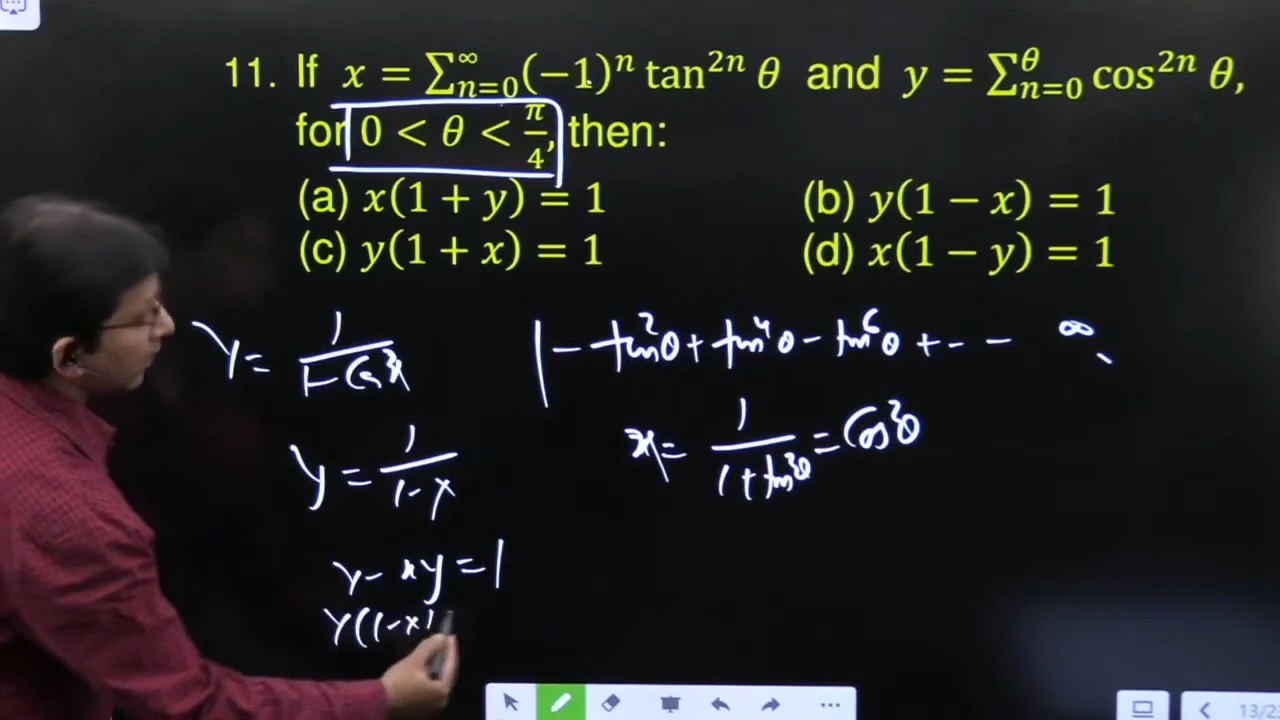 11. If x = ∑_{n=0}^{∞}(−1)^n tan^{2n} θ and y = ∑_{n=0}^{θ} cos^{2n} θ,
for 0 < θ < π/4, then:
(a) x(1 + y) = 1 (b) y(1 − x) = 1
(c) y(1 + x) = 1 (d) x(1 − y) = 1
1 − tan²θ + tan⁴θ − tan⁶θ + - - - ∞
y = 1/(1−Cos²x)
x = 1/(1+tan²θ) = Cos²θ
y = 1/(1−x)
y − xy = 1
y(1−x)
13/2